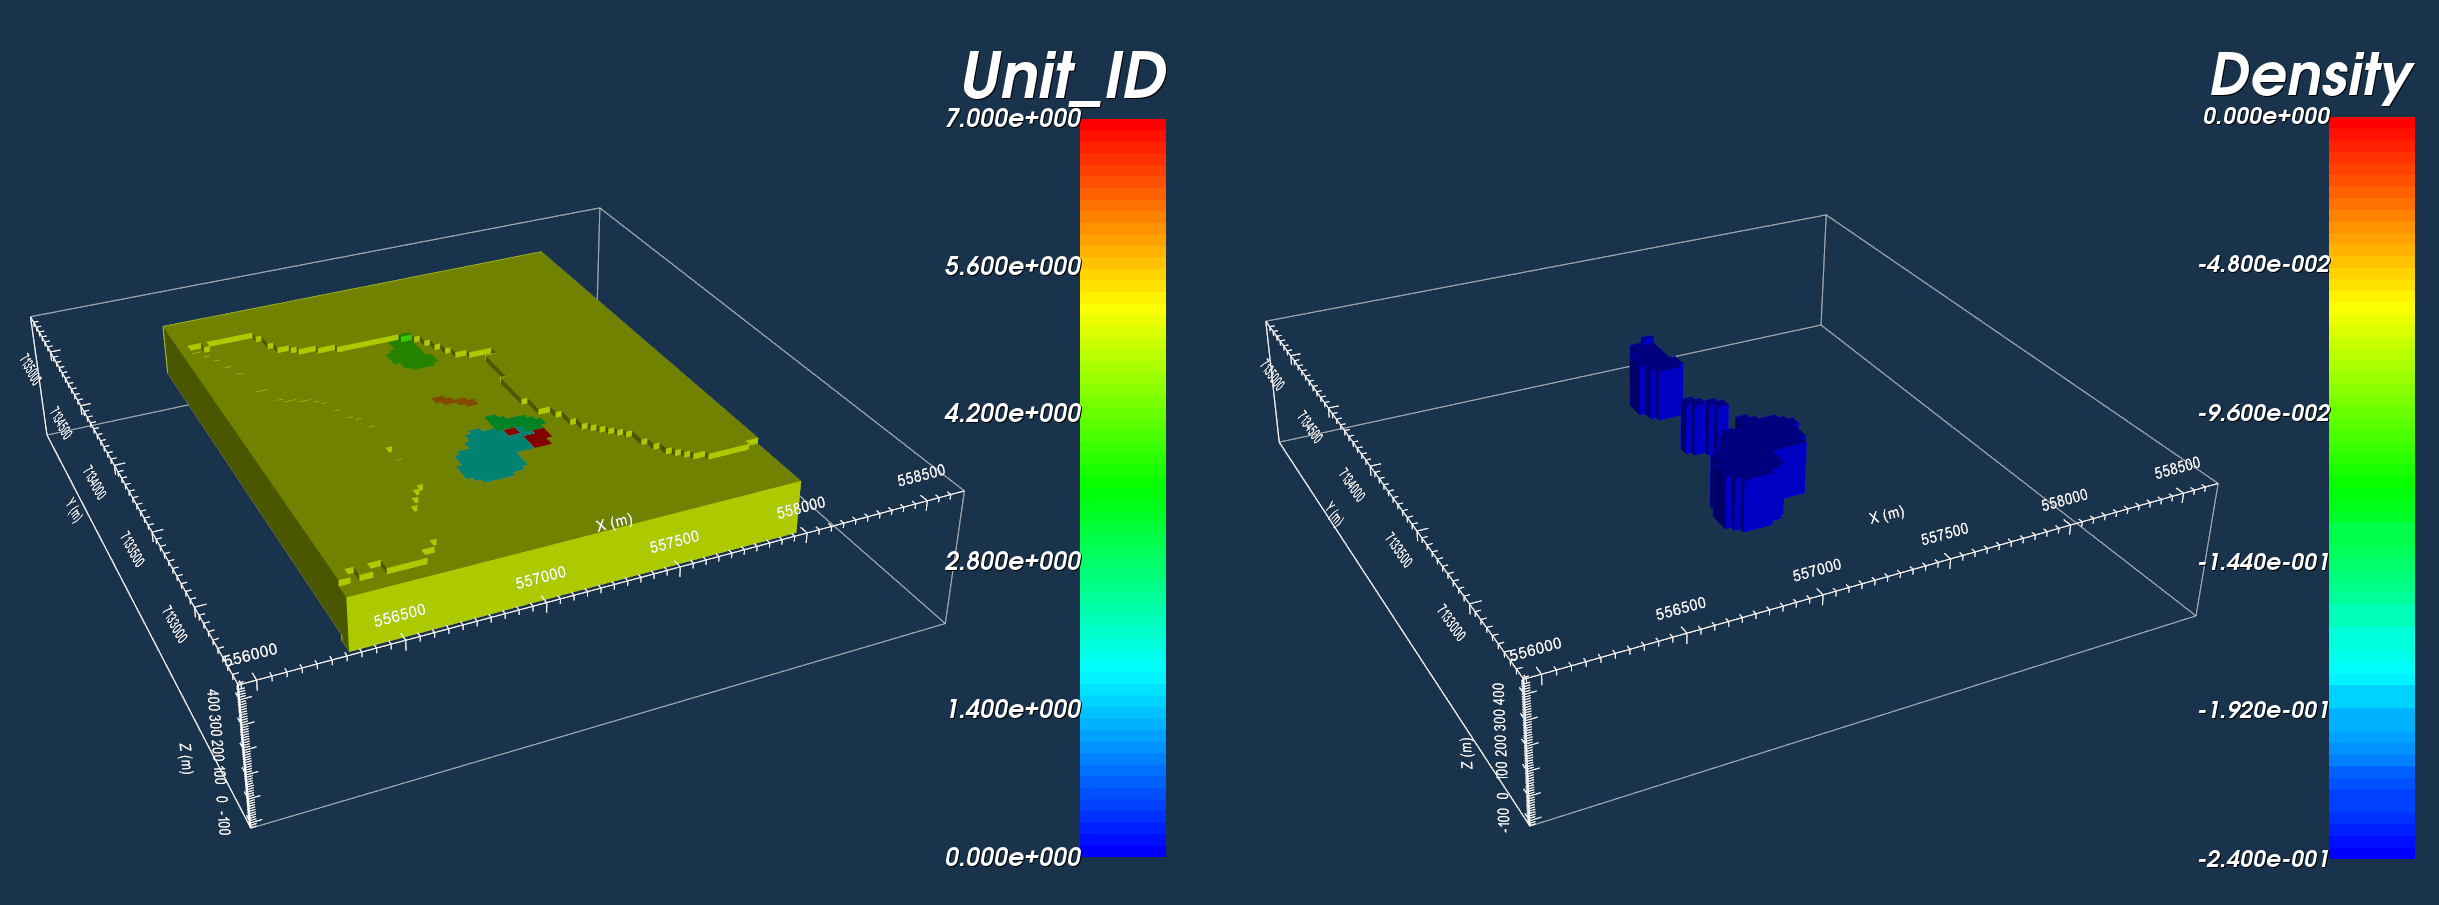 Unit_ID
7.000e+000
5.600e+000
4.200e+000
2.800e+000
1.400e+000
0.000e+000
X (m)
556000
556500
557000
557500
558000
558500
Y (m)
7135000
7134500
7134000
7133500
7133000
Z (m)
400 300 200 100 0 -100
Density
0.000e+000
-4.800e-002
-9.600e-002
-1.440e-001
-1.920e-001
-2.400e-001
X (m)
556000
556500
557000
557500
558000
558500
Y (m)
7135000
7134500
7134000
7133500
7133000
Z (m)
-100 0 100 200 300 400